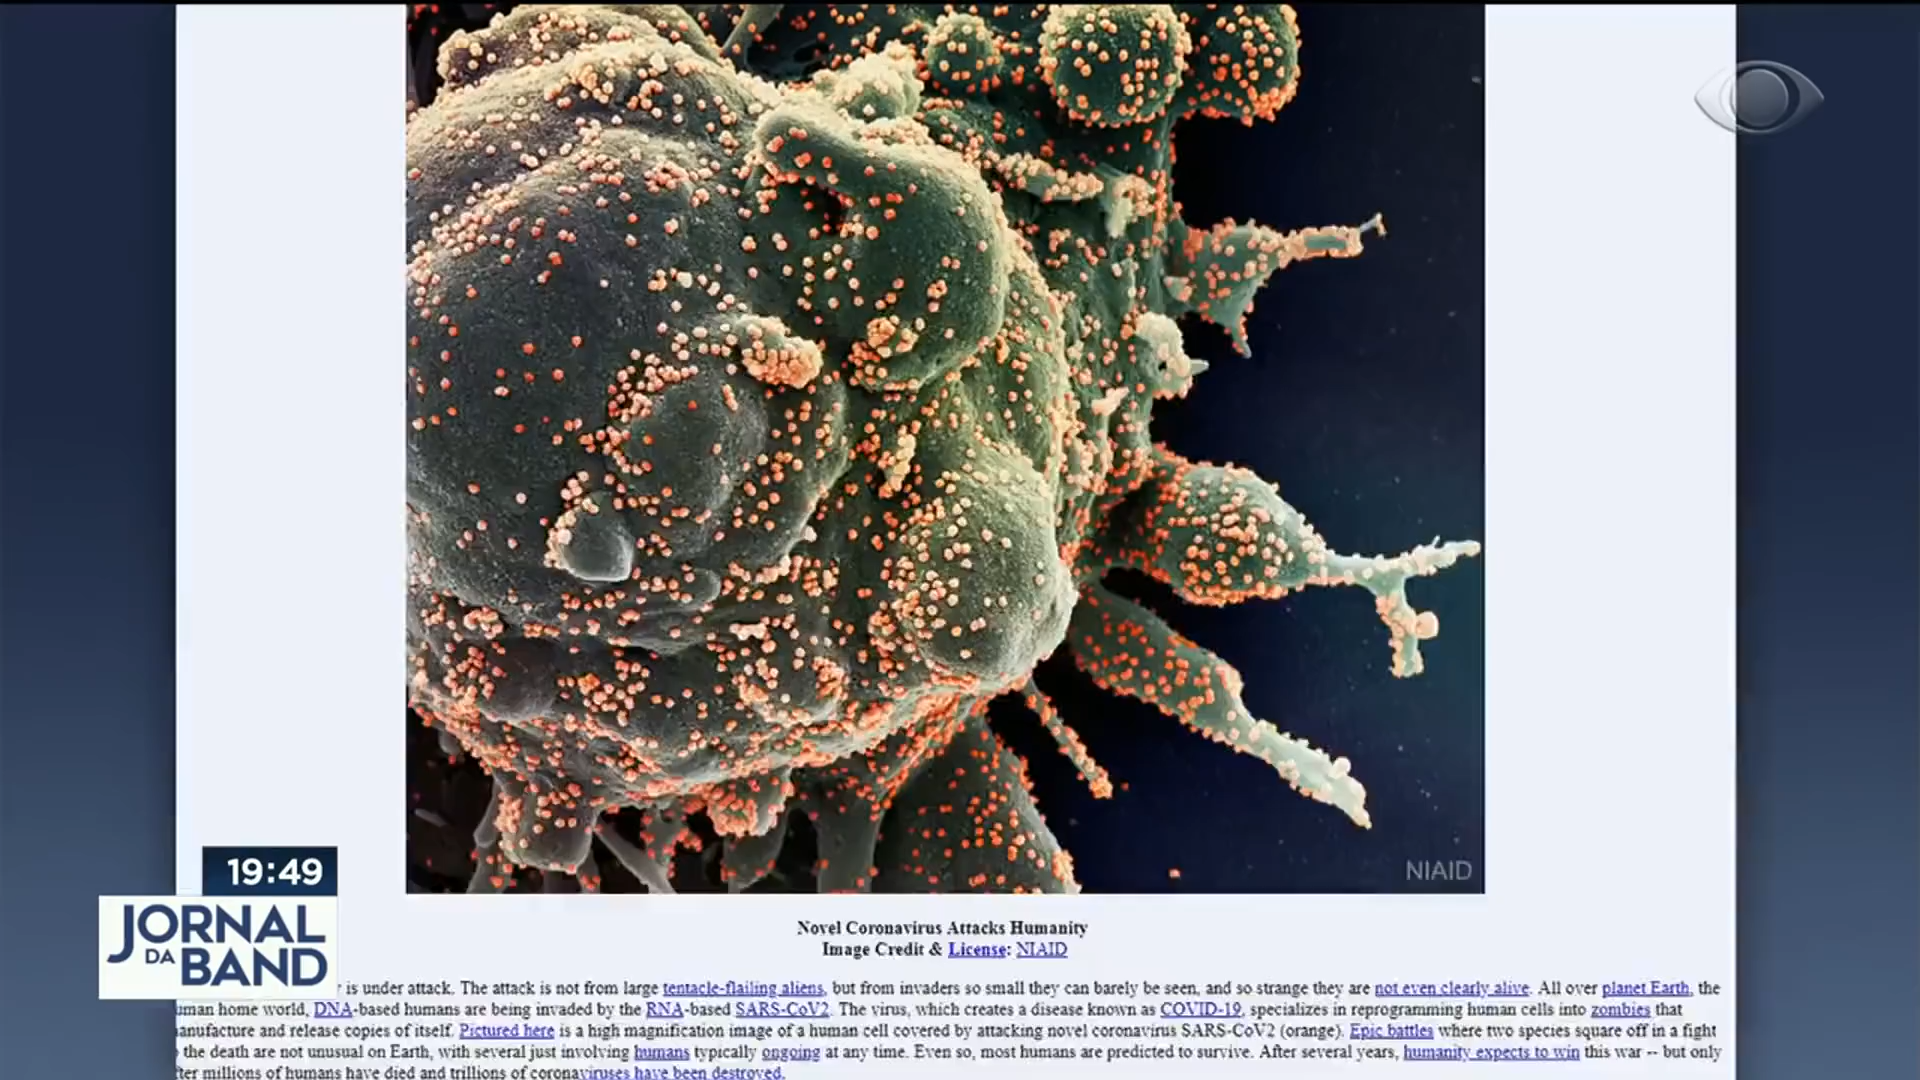 NIAID
Novel Coronavirus Attacks Humanity
Image Credit & License: NIAID
19:49
JORNAL
DA BAND
is under attack. The attack is not from large tentacle-flailing aliens, but from invaders so small they can barely be seen, and so strange they are not even clearly alive. All over planet Earth, the
uman home world, DNA-based humans are being invaded by the RNA-based SARS-CoV2. The virus, which creates a disease known as COVID-19, specializes in reprogramming human cells into zombies that
anufacture and release copies of itself. Pictured here is a high magnification image of a human cell covered by attacking novel coronavirus SARS-CoV2 (orange). Epic battles where two species square off in a fight
the death are not unusual on Earth, with several just involving humans typically ongoing at any time. Even so, most humans are predicted to survive. After several years, humanity expects to win this war -- but only
fter millions of humans have died and trillions of coronaviruses have been destroyed.